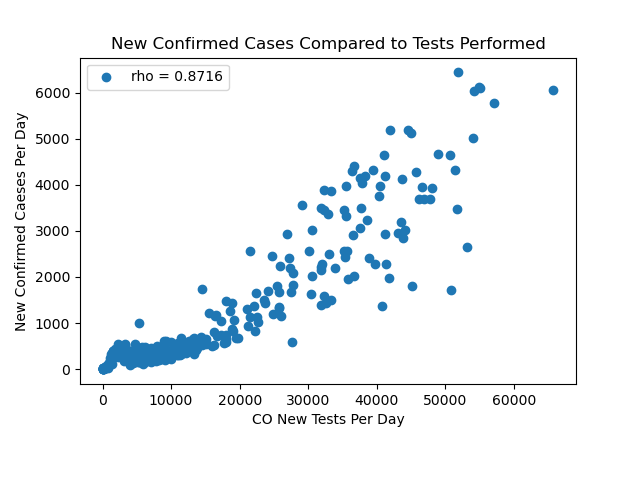 New Confirmed Cases Compared to Tests Performed
rho = 0.8716
New Confirmed Caeses Per Day
6000
5000
4000
3000
2000
1000
0
0 10000 20000 30000 40000 50000 60000
CO New Tests Per Day